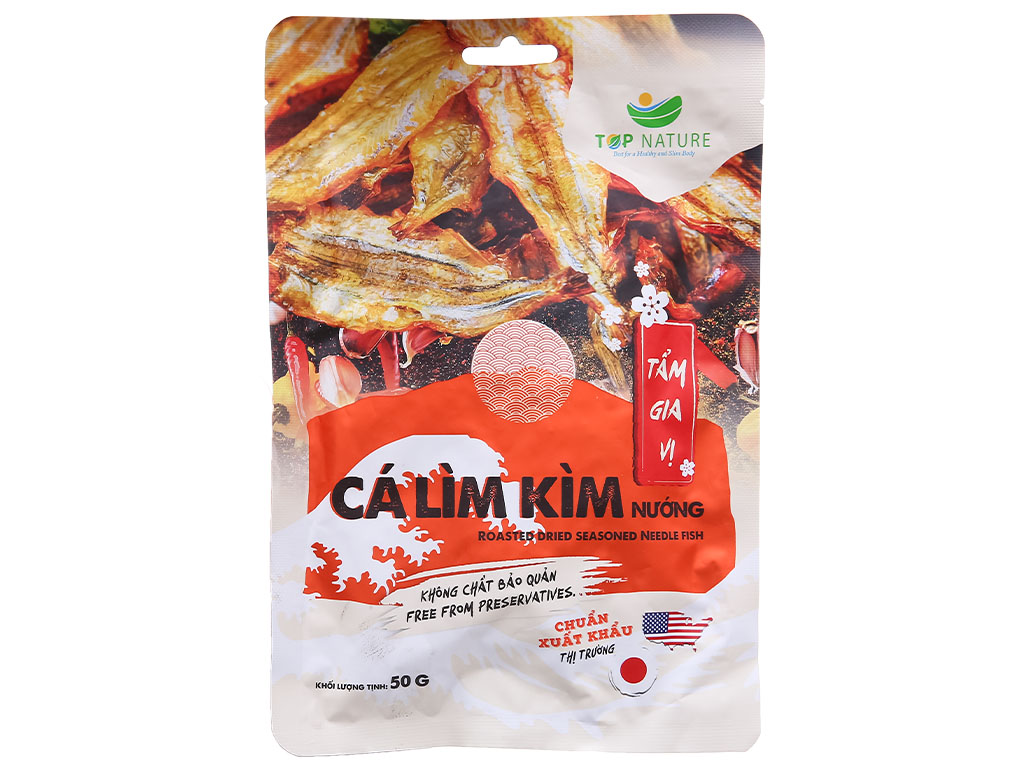 TOP NATURE
Diet for a Healthy and Slim Body
TẨM
GIA
VỊ
CÁ LÌM KÌM NƯỚNG
ROASTED DRIED SEASONED NEEDLE FISH
KHÔNG CHẤT BẢO QUẢN
FREE FROM PRESERVATIVES...
CHUẨN
XUẤT KHẨU
THỊ TRƯỜNG
KHỐI LƯỢNG TỊNH: 50 G